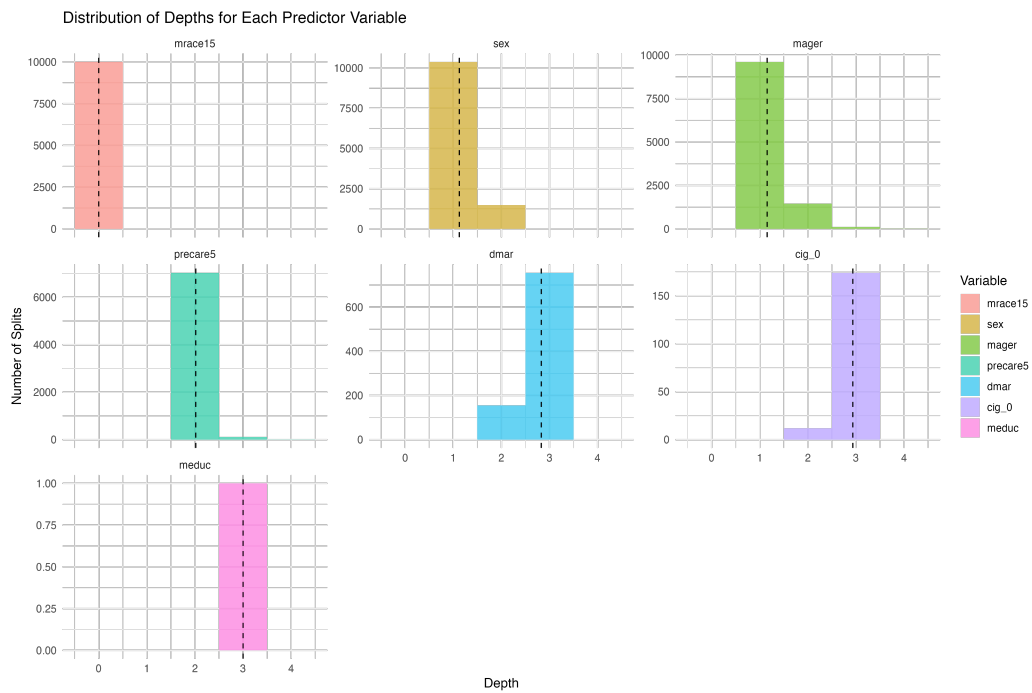 Distribution of Depths for Each Predictor Variable
mrace15
sex
mager
10000
7500
5000
2500
0
10000
7500
5000
2500
0
10000
7500
5000
2500
0
precare5
dmar
cig_0
6000
4000
2000
0
600
400
200
0
150
100
50
0
0 1 2 3 4
0 1 2 3 4
meduc
1.00
0.75
0.50
0.25
0.00
0 1 2 3 4
Number of Splits
Depth
Variable
mrace15
sex
mager
precare5
dmar
cig_0
meduc